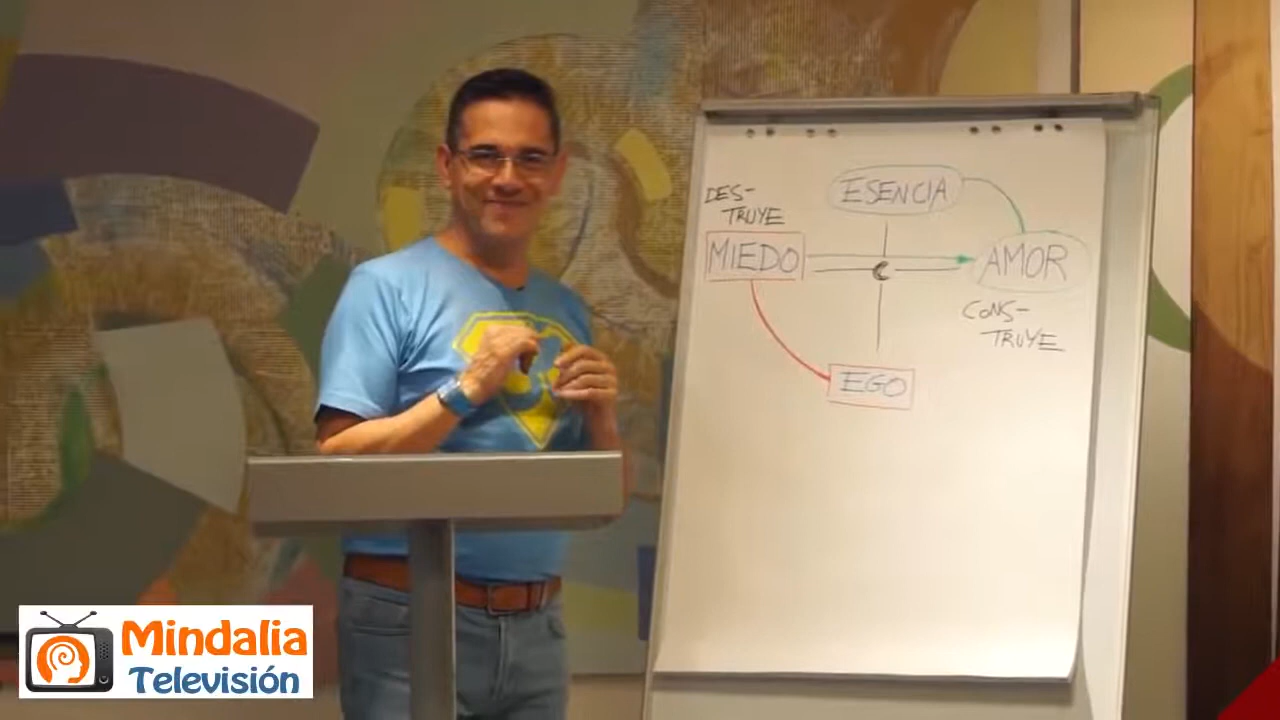 ESENCIA
DES-
TRUYE
MIEDO
AMOR
CONS-
TRUYE
EGO
Mindalia
Televisión